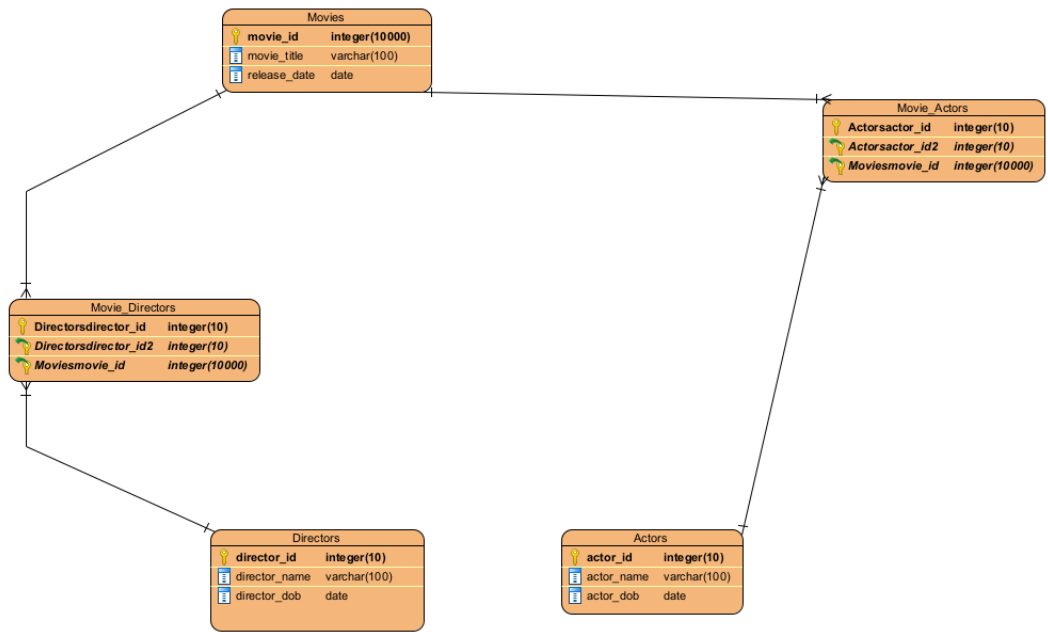 Movies
movie_id integer(10000)
movie_title varchar(100)
release_date date
Movie_Actors
Actorsactor_id integer(10)
Actorsactor_id2 integer(10)
Moviesmovie_id integer(10000)
Movie_Directors
Directorsdirector_id integer(10)
Directorsdirector_id2 integer(10)
Moviesmovie_id integer(10000)
Directors
director_id integer(10)
director_name varchar(100)
director_dob date
Actors
actor_id integer(10)
actor_name varchar(100)
actor_dob date